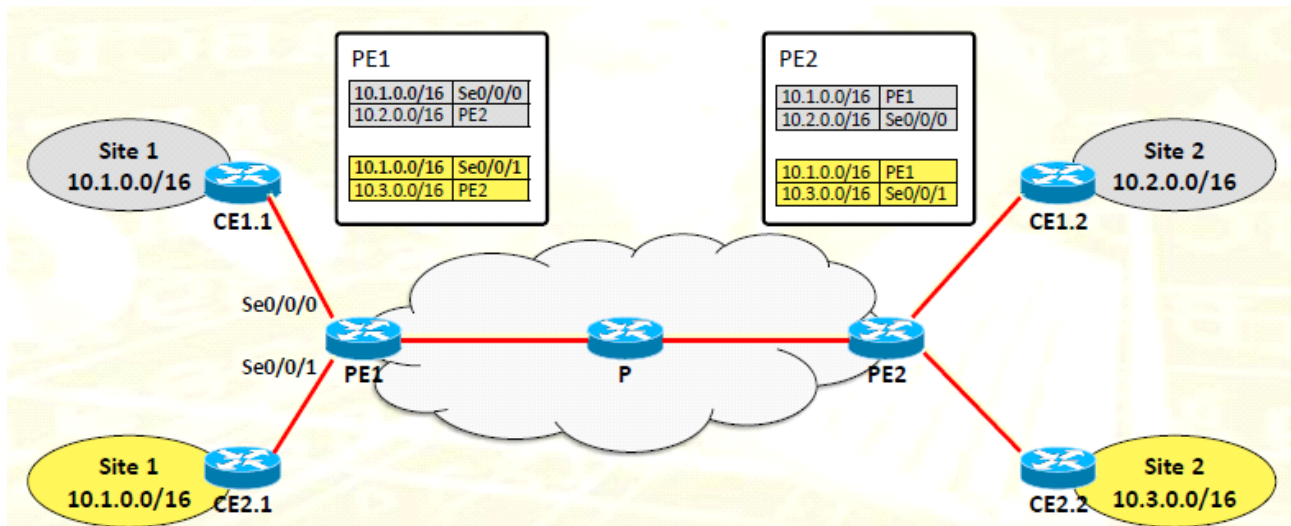 PE1
10.1.0.0/16 Se0/0/0
10.2.0.0/16 PE2
10.1.0.0/16 Se0/0/1
10.3.0.0/16 PE2
PE2
10.1.0.0/16 PE1
10.2.0.0/16 Se0/0/0
10.1.0.0/16 PE1
10.3.0.0/16 Se0/0/1
Site 1
10.1.0.0/16
CE1.1
Site 2
10.2.0.0/16
CE1.2
Se0/0/0
Se0/0/1
PE1
P
PE2
Site 1
10.1.0.0/16
CE2.1
Site 2
10.3.0.0/16
CE2.2